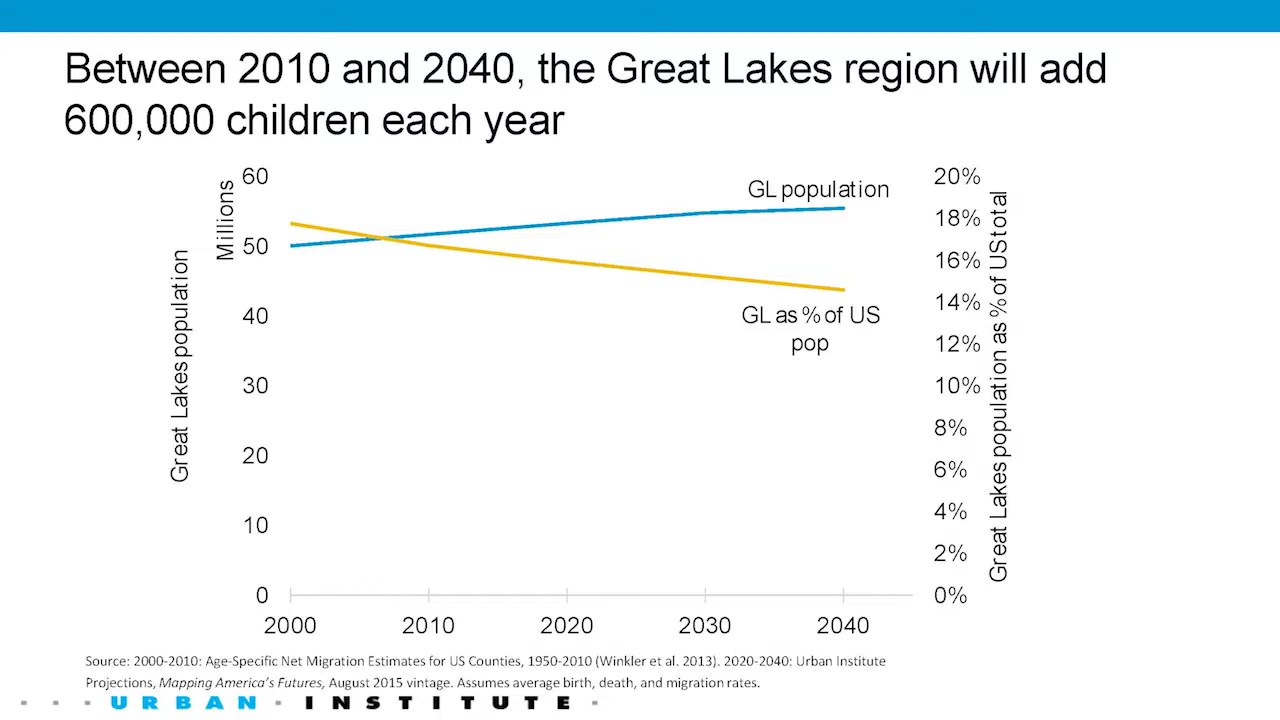 Between 2010 and 2040, the Great Lakes region will add
600,000 children each year
Great Lakes population
Millions
60
50
40
30
20
10
0
GL population
GL as % of US
pop
20%
18%
16%
14%
12%
10%
8%
6%
4%
2%
0%
Great Lakes population as % of US total
2000 2010 2020 2030 2040
Source: 2000-2010: Age-Specific Net Migration Estimates for US Counties, 1950-2010 (Winkler et al. 2013). 2020-2040: Urban Institute
Projections, Mapping America's Futures, August 2015 vintage. Assumes average birth, death, and migration rates.
URBAN INSTITUTE